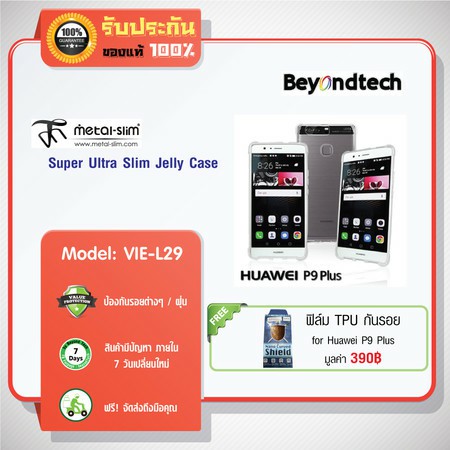 100%
GUARANTEE
รับประกัน
ของแท้ 100%
Beyondtech
metal-slim®
www.metal-slim.com
Super Ultra Slim Jelly Case
8:26
8:26
HUAWEI P9 Plus
Model: VIE-L29
VALUE
PROTECTION
ป้องกันรอยต่างๆ / ฝุ่น
7
Days
สินค้ามีปัญหา ภายใน
7 วันเปลี่ยนใหม่
ฟรี! จัดส่งถึงมือคุณ
FREE
Shield
ฟิล์ม TPU กันรอย
for Huawei P9 Plus
มูลค่า 390฿